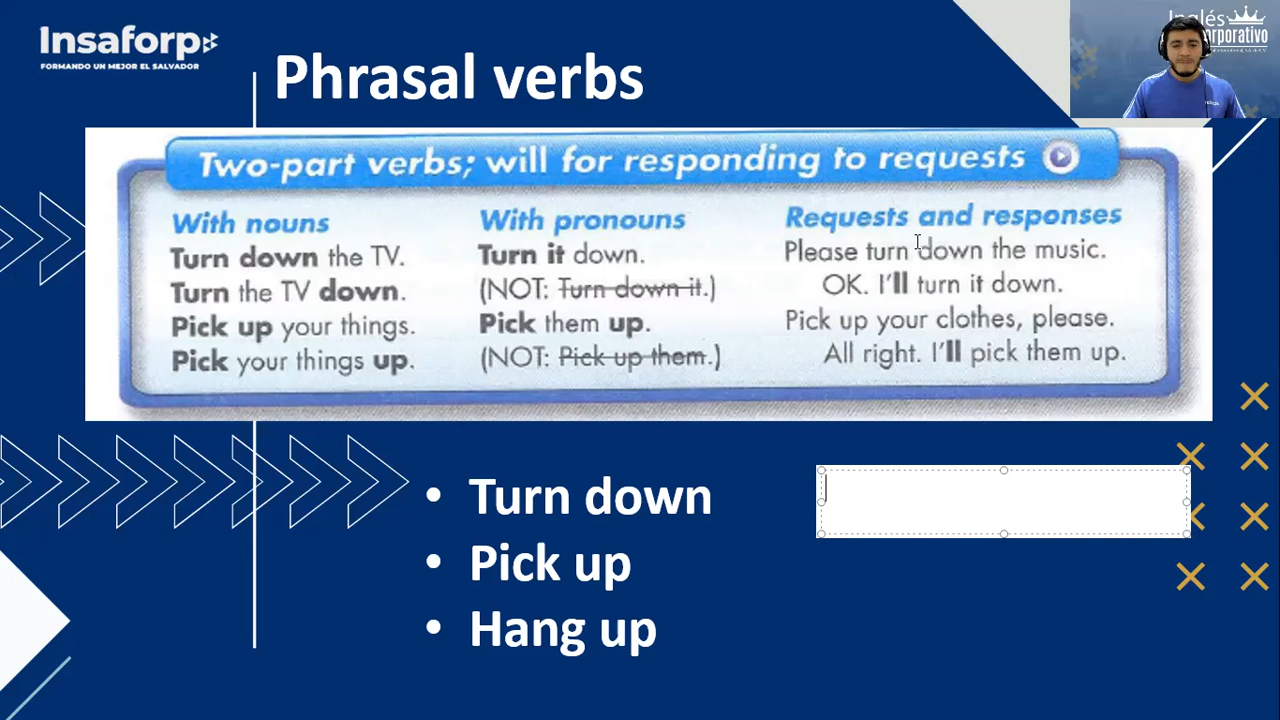 Insaforp
FORMANDO UN MEJOR EL SALVADOR
Phrasal verbs
Inglés
orporativo
Two-part verbs; will for responding to requests
With nouns
Turn down the TV.
Turn the TV down.
Pick up your things.
Pick your things up.
With pronouns
Turn it down.
(NOT: Turn down it.)
Pick them up.
(NOT: Pick up them.)
Requests and responses
Please turn down the music.
OK. I'll turn it down.
Pick up your clothes, please.
All right. I'll pick them up.
• Turn down
• Pick up
• Hang up